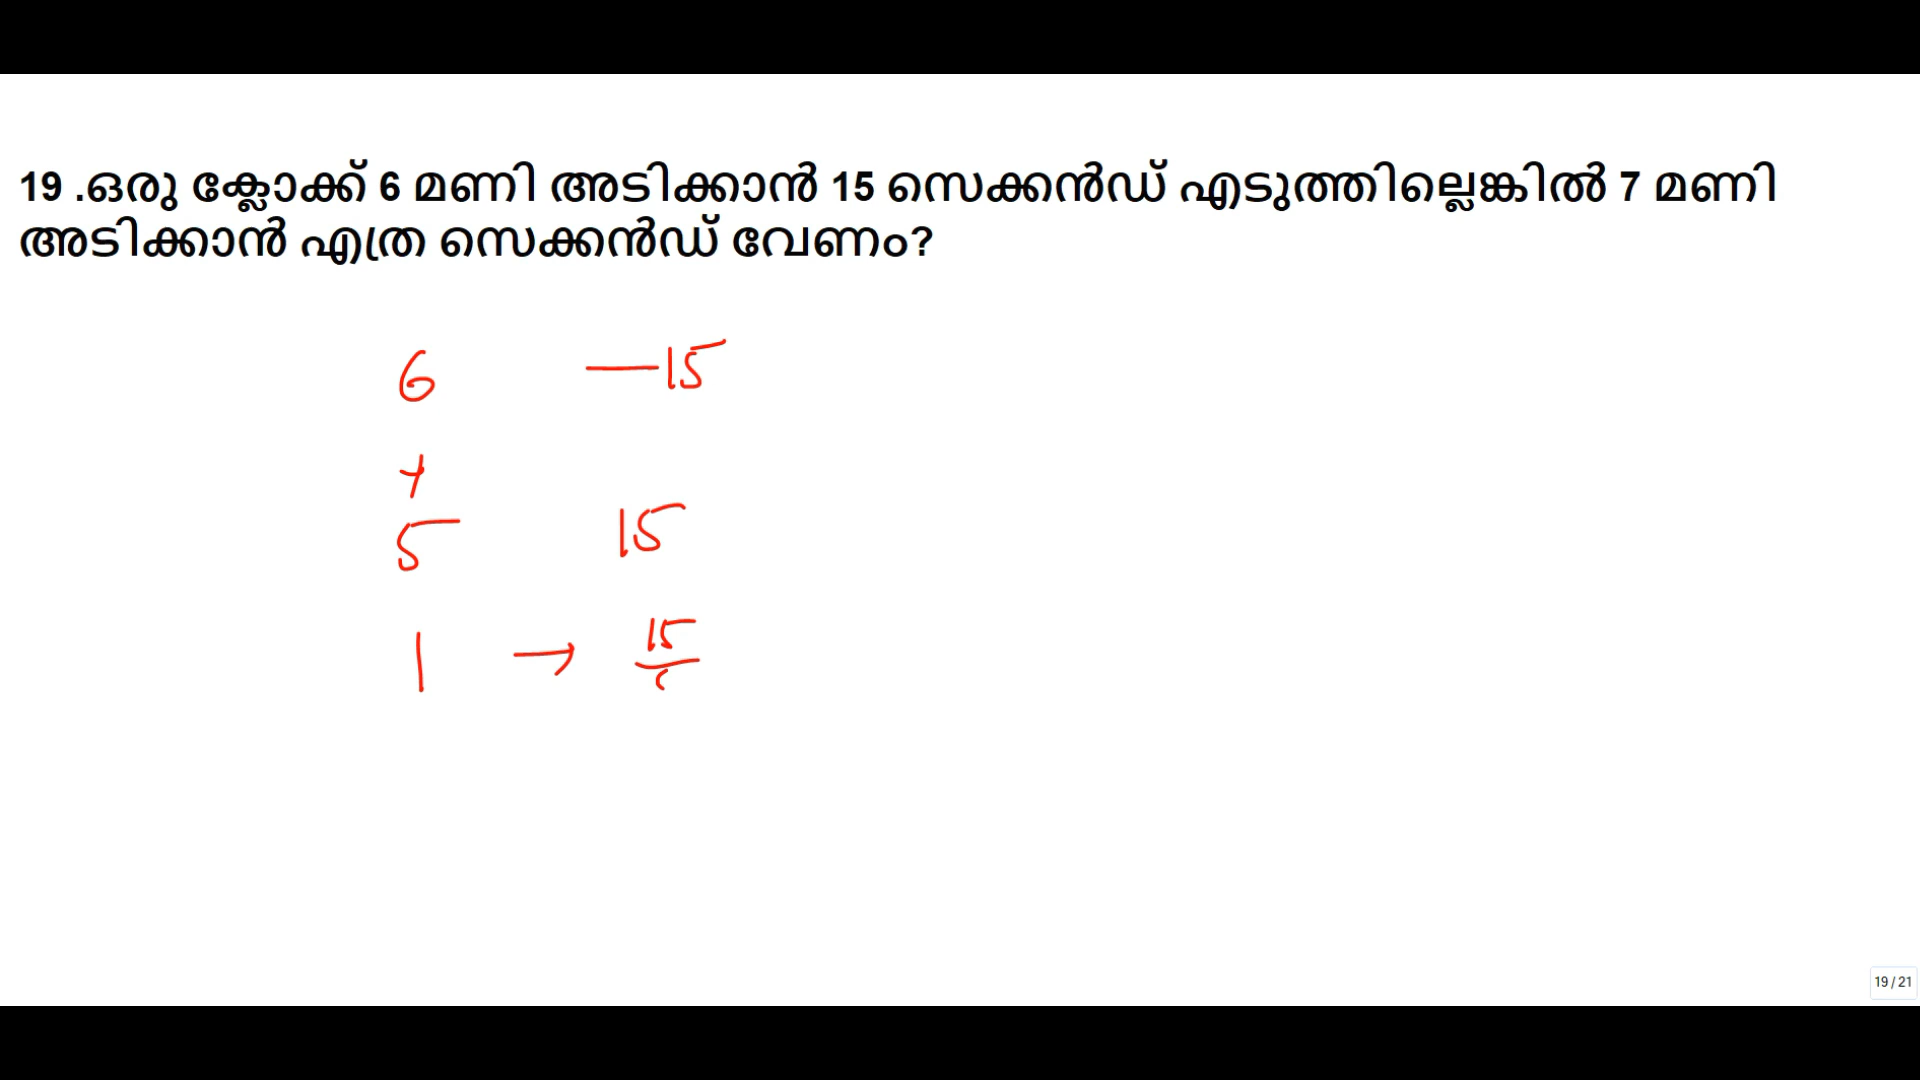 19 .ഒരു ക്ലോക്ക് 6 മണി അടിക്കാൻ 15 സെക്കൻഡ് എടുത്തില്ലെങ്കിൽ 7 മണി
അടിക്കാൻ എത്ര സെക്കൻഡ് വേണം?
6 — 15
5 15
1 → 15
19 / 21